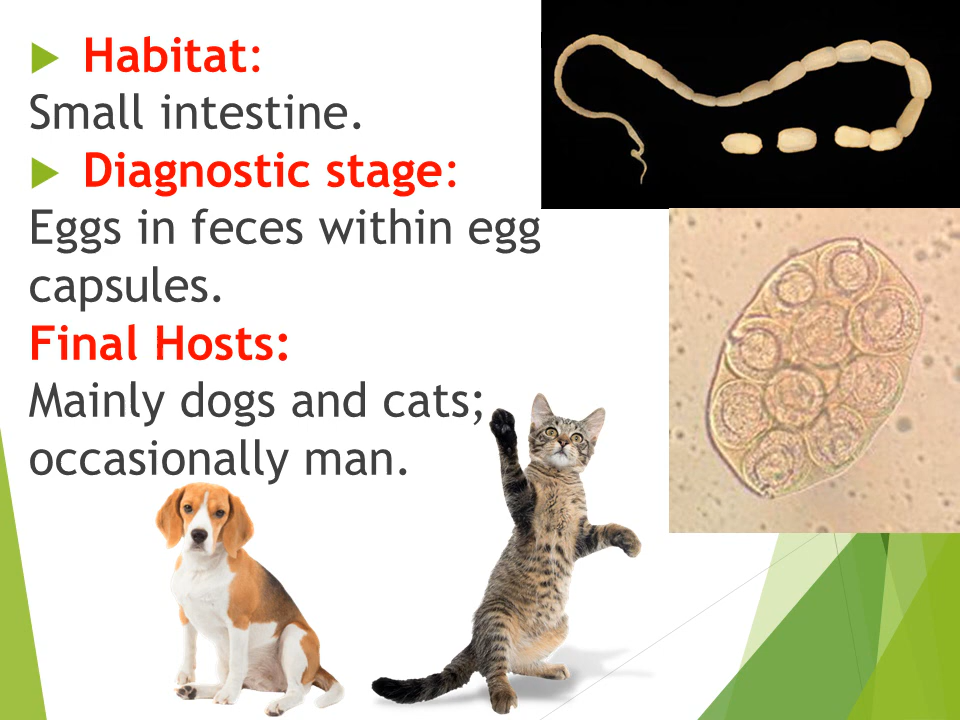 ▶ Habitat:
Small intestine.
▶ Diagnostic stage:
Eggs in feces within egg
capsules.
Final Hosts:
Mainly dogs and cats;
occasionally man.